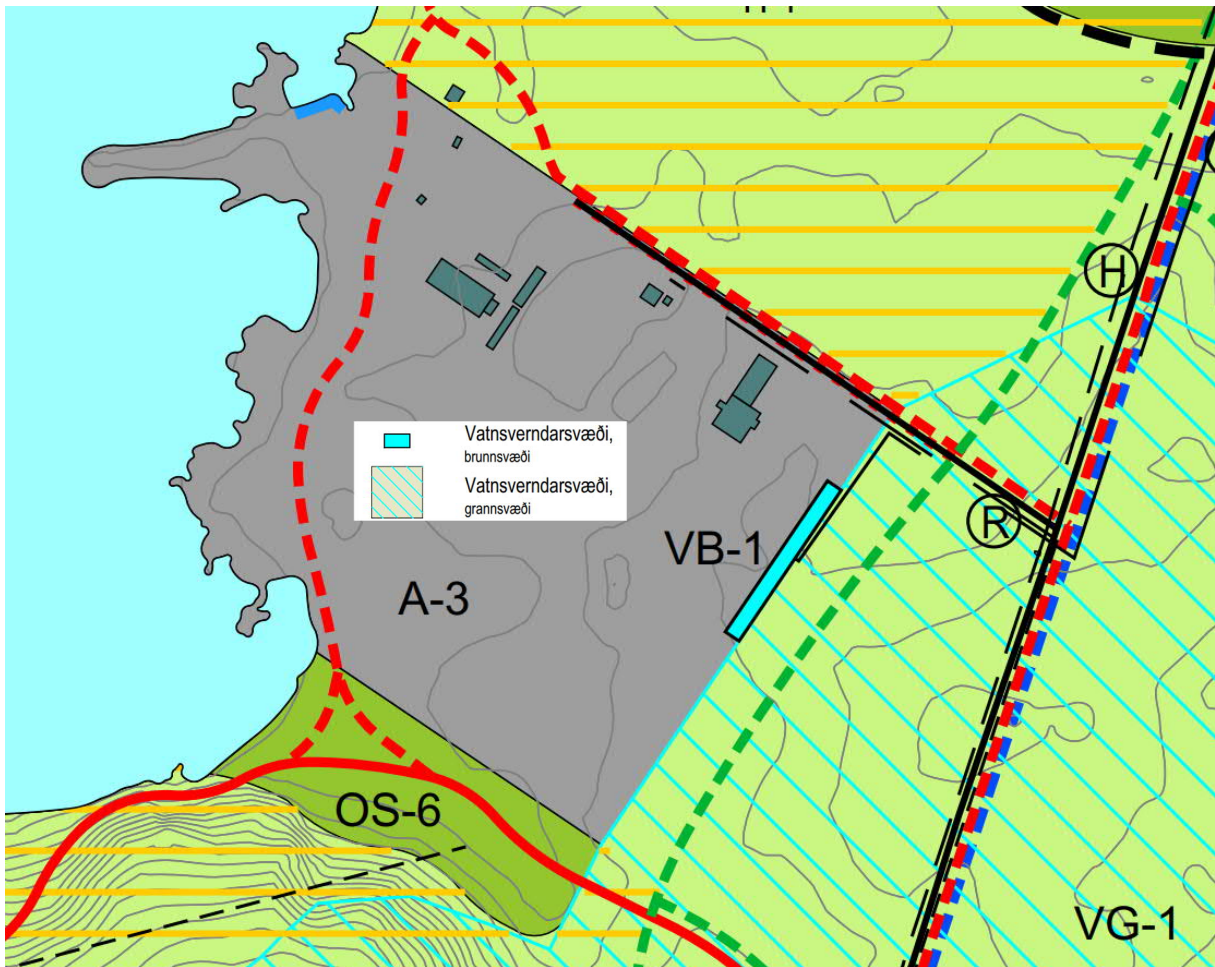 H
Vatnsverndarsvæði,
brunnsvæði
Vatnsverndarsvæði,
grannsvæði
R
VB-1
A-3
OS-6
VG-1